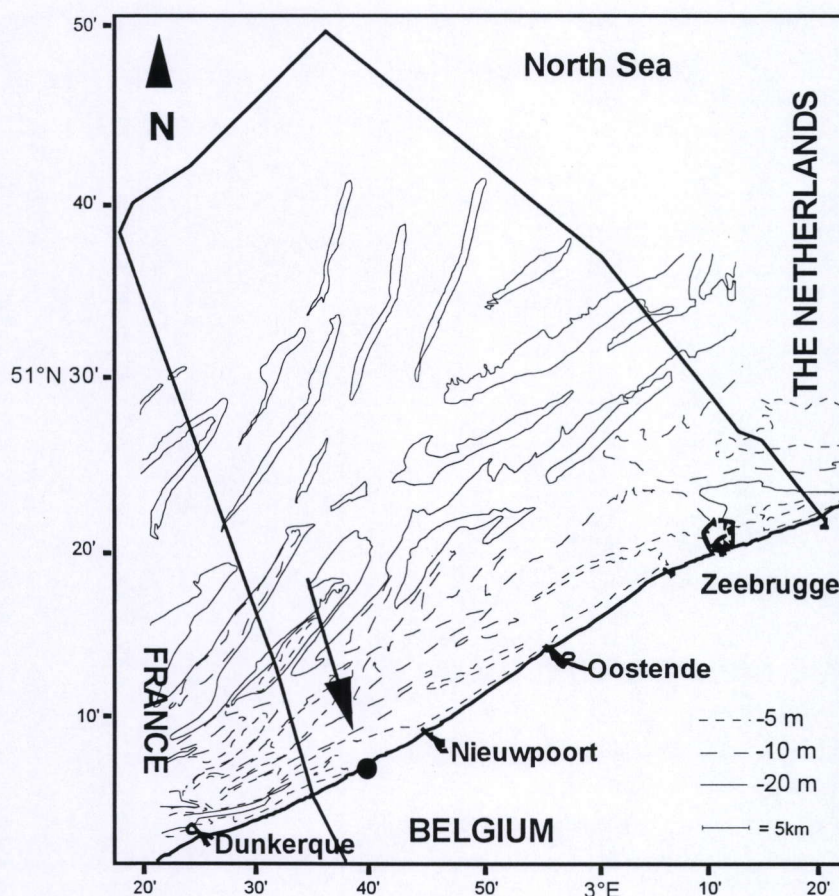 50'
North Sea
N
THE NETHERLANDS
40'
51°N 30'
20'
Zeebrugge
FRANCE
Oostende
10'
Nieuwpoort
-5 m
-10 m
-20 m
= 5km
Dunkerque
BELGIUM
20' 30' 40' 50' 3°E 10' 20'